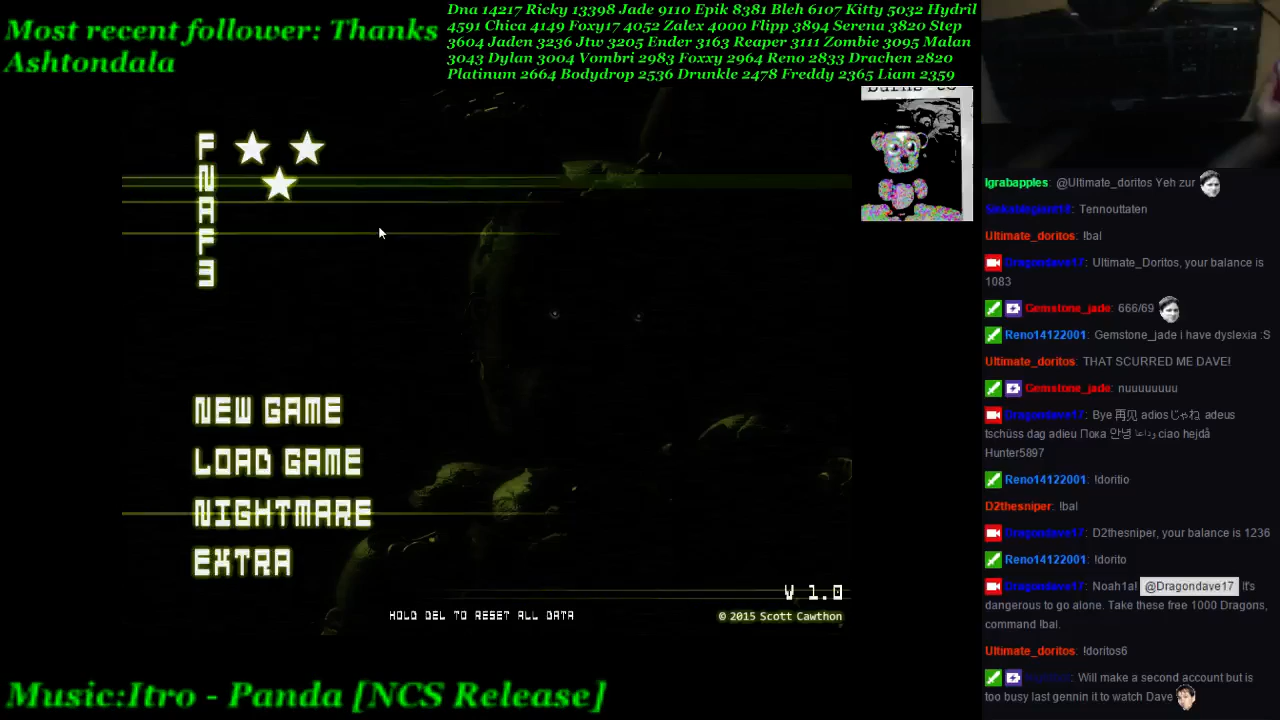 Most recent follower: Thanks
Ashtondala
Dna 14217 Ricky 13398 Jade 9110 Epik 8381 Bleh 6107 Kitty 5032 Hydril
4591 Chica 4149 Foxy17 4052 Zalex 4000 Flipp 3894 Serena 3820 Step
3604 Jaden 3236 Jtw 3205 Ender 3163 Reaper 3111 Zombie 3095 Malan
3043 Dylan 3004 Vombri 2983 Foxxy 2964 Reno 2833 Drachen 2820
Platinum 2664 Bodydrop 2536 Drunkle 2478 Freddy 2365 Liam 2359
FNAF3
NEW GAME
LOAD GAME
NIGHTMARE
EXTRA
V 1.0
HOLD DEL TO RESET ALL DATA
© 2015 Scott Cawthon
Music:Itro - Panda [NCS Release]
Igrabapples: @Ultimate_doritos Yeh zur
Tennouttaten
Ultimate_doritos: !bal
Dragondave17: Ultimate_Doritos, your balance is
1083
Gemstone_jade: 666/69
Reno14122001: Gemstone_jade i have dyslexia :S
Ultimate_doritos: THAT SCURRED ME DAVE!
Gemstone_jade: nuuuuuuuu
Dragondave17: Bye 再见 adios じゃね adeus
tschüss dag adieu Пока 안녕 وداعا ciao hejdå
Hunter5897
Reno14122001: !doritio
D2thesniper: !bal
Dragondave17: D2thesniper, your balance is 1236
Reno14122001: !dorito
Dragondave17: Noah1a! @Dragondave17 It's
dangerous to go alone. Take these free 1000 Dragons,
command !bal.
Ultimate_doritos: !doritos6
Will make a second account but is
too busy last gennin it to watch Dave